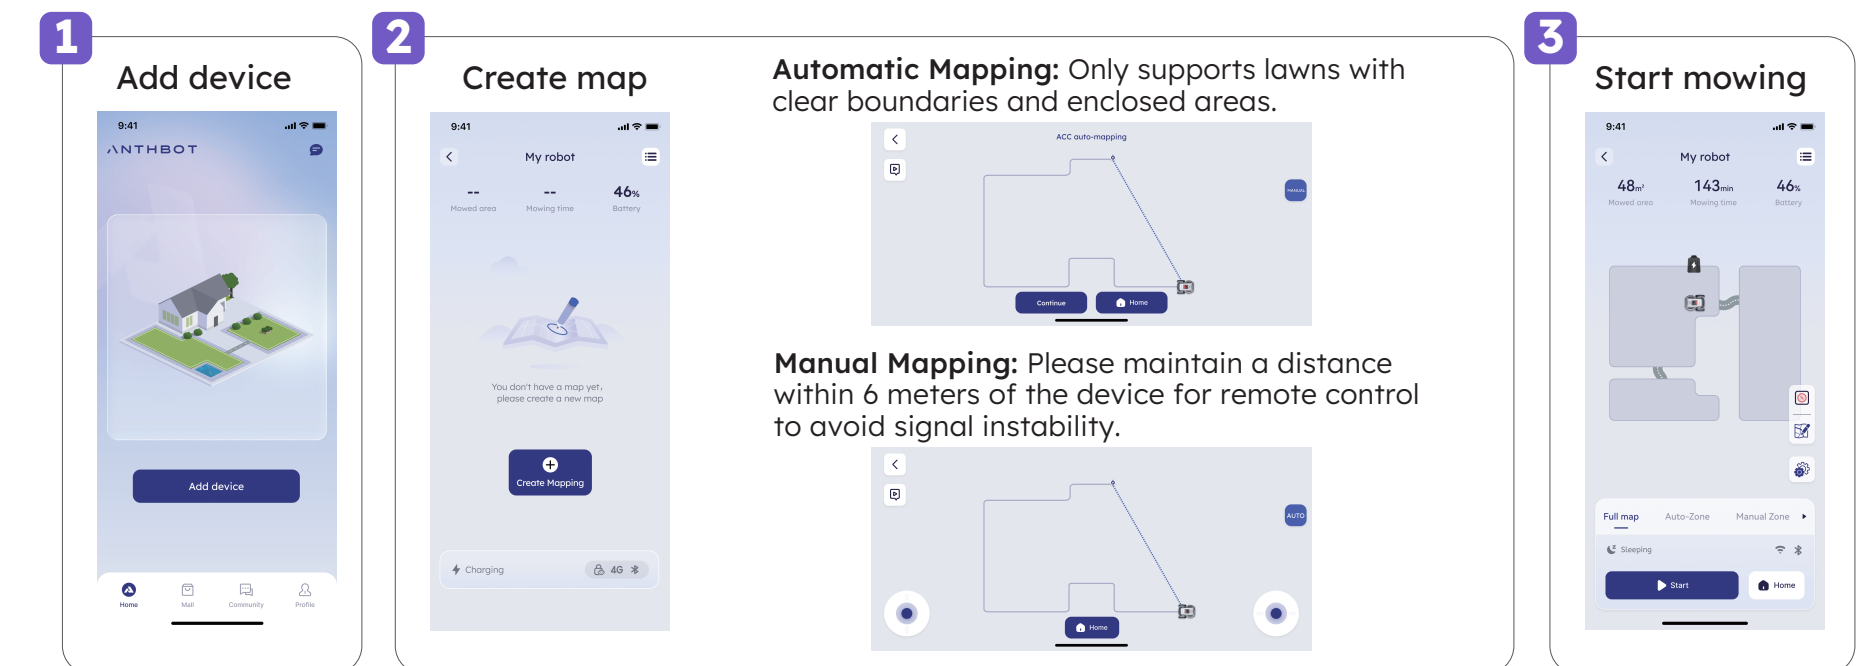 1
Add device
9:41
ANTHBOT
Add device
Home
Mall
Community
Profile
2
Create map
9:41
My robot
--
--
46%
Mowed area
Mowing time
Battery
You don't have a map yet,
please create a new map
Create Mapping
Charging
4G
Automatic Mapping: Only supports lawns with
clear boundaries and enclosed areas.
ACC auto-mapping
MANUAL
Continue
Home
Manual Mapping: Please maintain a distance
within 6 meters of the device for remote control
to avoid signal instability.
AUTO
Home
3
Start mowing
9:41
My robot
48m²
143min
46%
Mowed area
Mowing time
Battery
Full map
Auto-Zone
Manual Zone
Sleeping
Start
Home